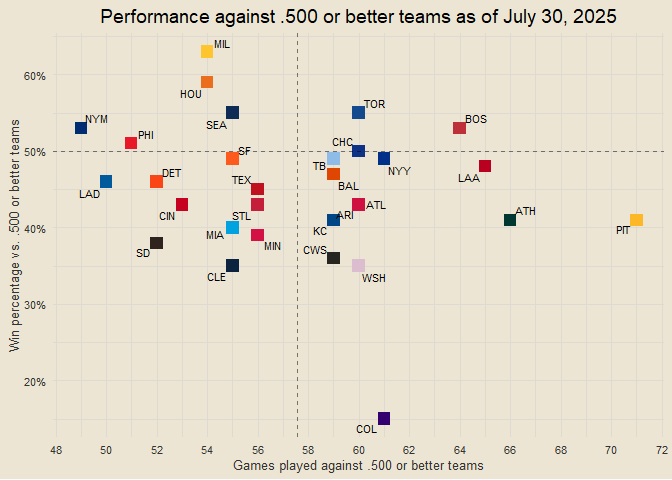 Performance against .500 or better teams as of July 30, 2025
Win percentage vs. .500 or better teams
60%
50%
40%
30%
20%
MIL
HOU
SEA
TOR
NYM
PHI
BOS
CHC
SF
TB
NYY
LAA
DET
TEX
BAL
LAD
CIN
STL
ATL
ARI
ATH
PIT
KC
MIA
MIN
SD
CWS
CLE
WSH
COL
48 50 52 54 56 58 60 62 64 66 68 70 72
Games played against .500 or better teams